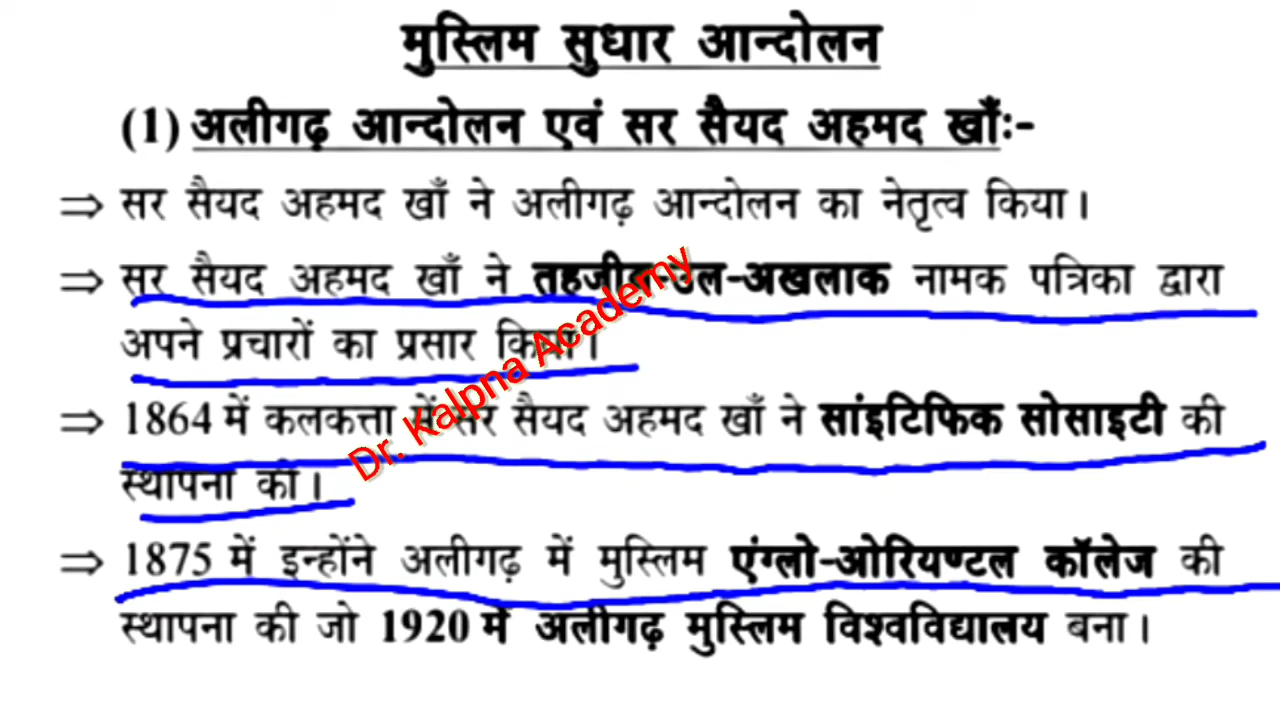 मुस्लिम सुधार आन्दोलन
(1) अलीगढ़ आन्दोलन एवं सर सैयद अहमद खाँः-
⇒ सर सैयद अहमद खाँ ने अलीगढ़ आन्दोलन का नेतृत्व किया।
⇒ सर सैयद अहमद खाँ ने तहजीब-उल-अखलाक नामक पत्रिका द्वारा
अपने प्रचारों का प्रसार किया।
⇒ 1864 में कलकत्ता में सर सैयद अहमद खाँ ने सांइटिफिक सोसाइटी की
स्थापना की।
⇒ 1875 में इन्होंने अलीगढ़ में मुस्लिम एंग्लो-ओरियण्टल कॉलेज की
स्थापना की जो 1920 में अलीगढ़ मुस्लिम विश्वविद्यालय बना।
Dr. Kalpna Academy